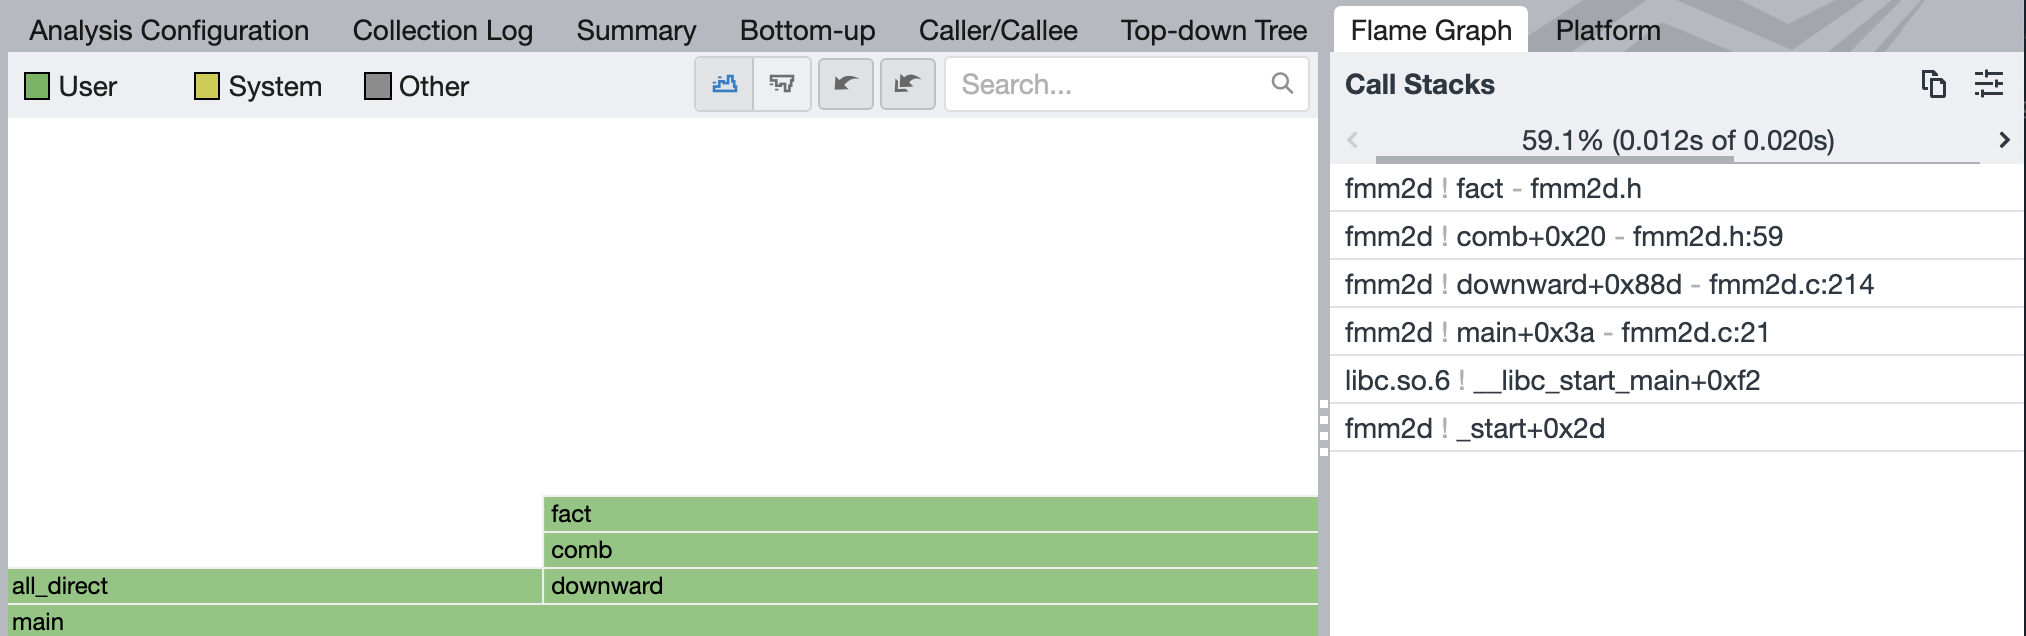 Analysis Configuration Collection Log Summary Bottom-up Caller/Callee Top-down Tree Flame Graph Platform
User System Other Search...
Call Stacks
59.1% (0.012s of 0.020s)
fmm2d ! fact - fmm2d.h
fmm2d ! comb+0x20 - fmm2d.h:59
fmm2d ! downward+0x88d - fmm2d.c:214
fmm2d ! main+0x3a - fmm2d.c:21
libc.so.6 ! __libc_start_main+0xf2
fmm2d ! _start+0x2d
fact
comb
all_direct downward
main